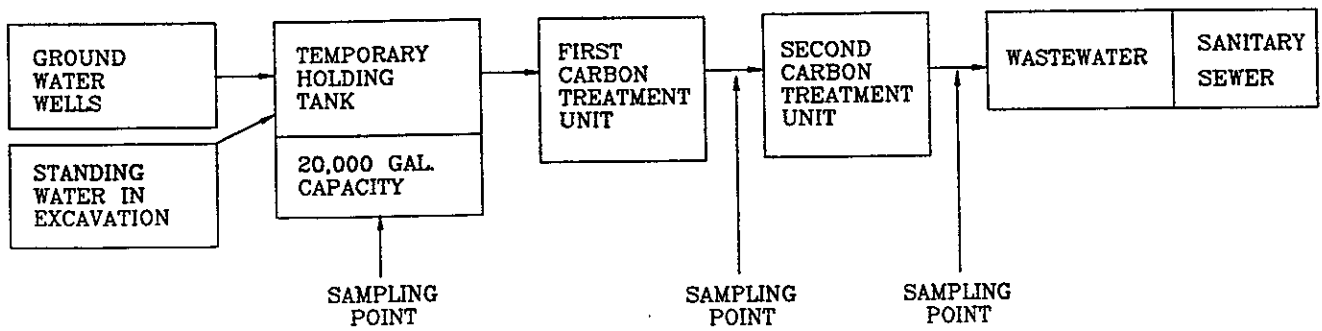 GROUND
WATER
WELLS
STANDING
WATER IN
EXCAVATION
TEMPORARY
HOLDING
TANK
20,000 GAL.
CAPACITY
FIRST
CARBON
TREATMENT
UNIT
SECOND
CARBON
TREATMENT
UNIT
WASTEWATER
SANITARY
SEWER
SAMPLING
POINT
SAMPLING
POINT
SAMPLING
POINT